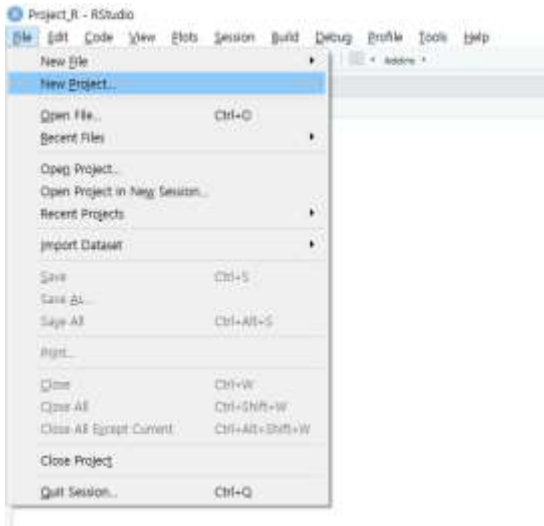 Project_R - RStudio
File Edit Code View Plots Session Build Debug Profile Tools Help
New File
Addins
New Project...
Open File... Ctrl+O
Recent Files
Open Project...
Open Project in New Session...
Recent Projects
Import Dataset
Save Ctrl+S
Save As...
Save All Ctrl+Alt+S
Print...
Close Ctrl+W
Close All Ctrl+Shift+W
Close All Except Current Ctrl+Alt+Shift+W
Close Project
Quit Session... Ctrl+Q